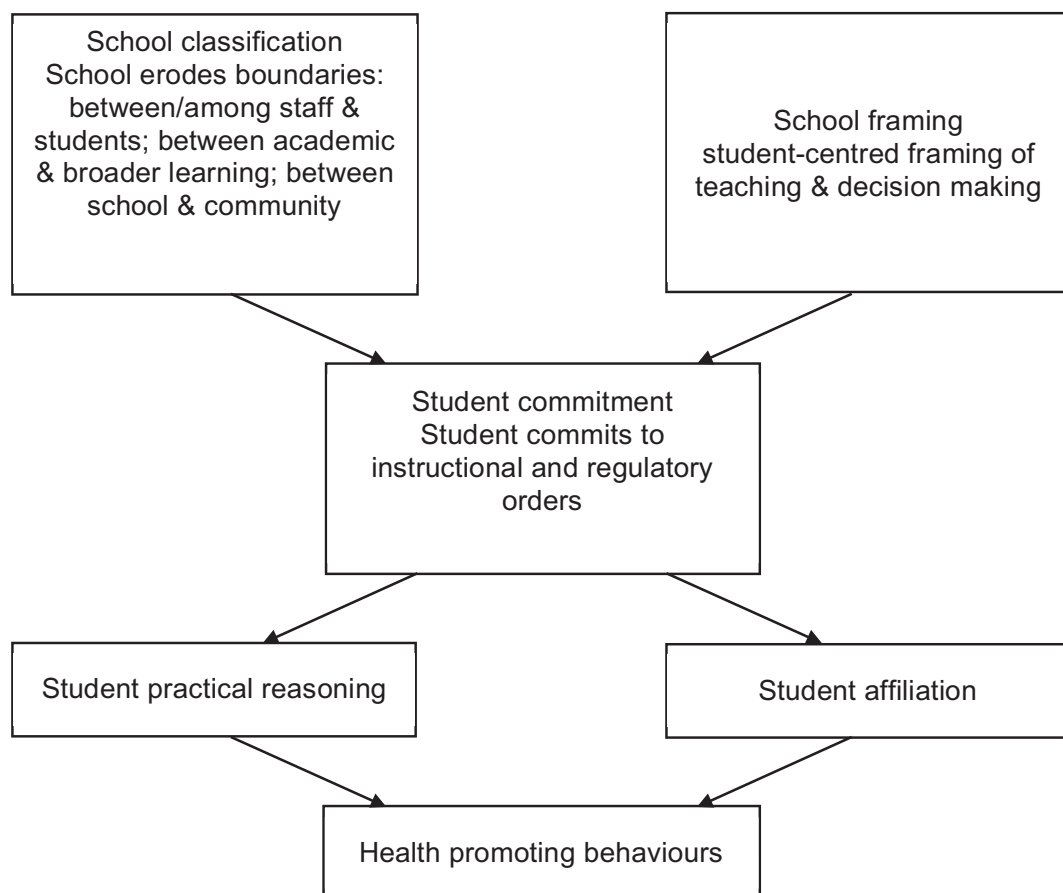 School classification
School erodes boundaries:
between/among staff &
students; between academic
& broader learning; between
school & community
School framing
student-centred framing of
teaching & decision making
Student commitment
Student commits to
instructional and regulatory
orders
Student practical reasoning
Student affiliation
Health promoting behaviours